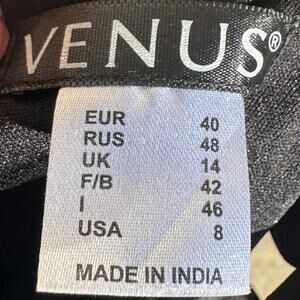 VENUS®
EUR 40
RUS 48
UK 14
F/B 42
I 46
USA 8
MADE IN INDIA